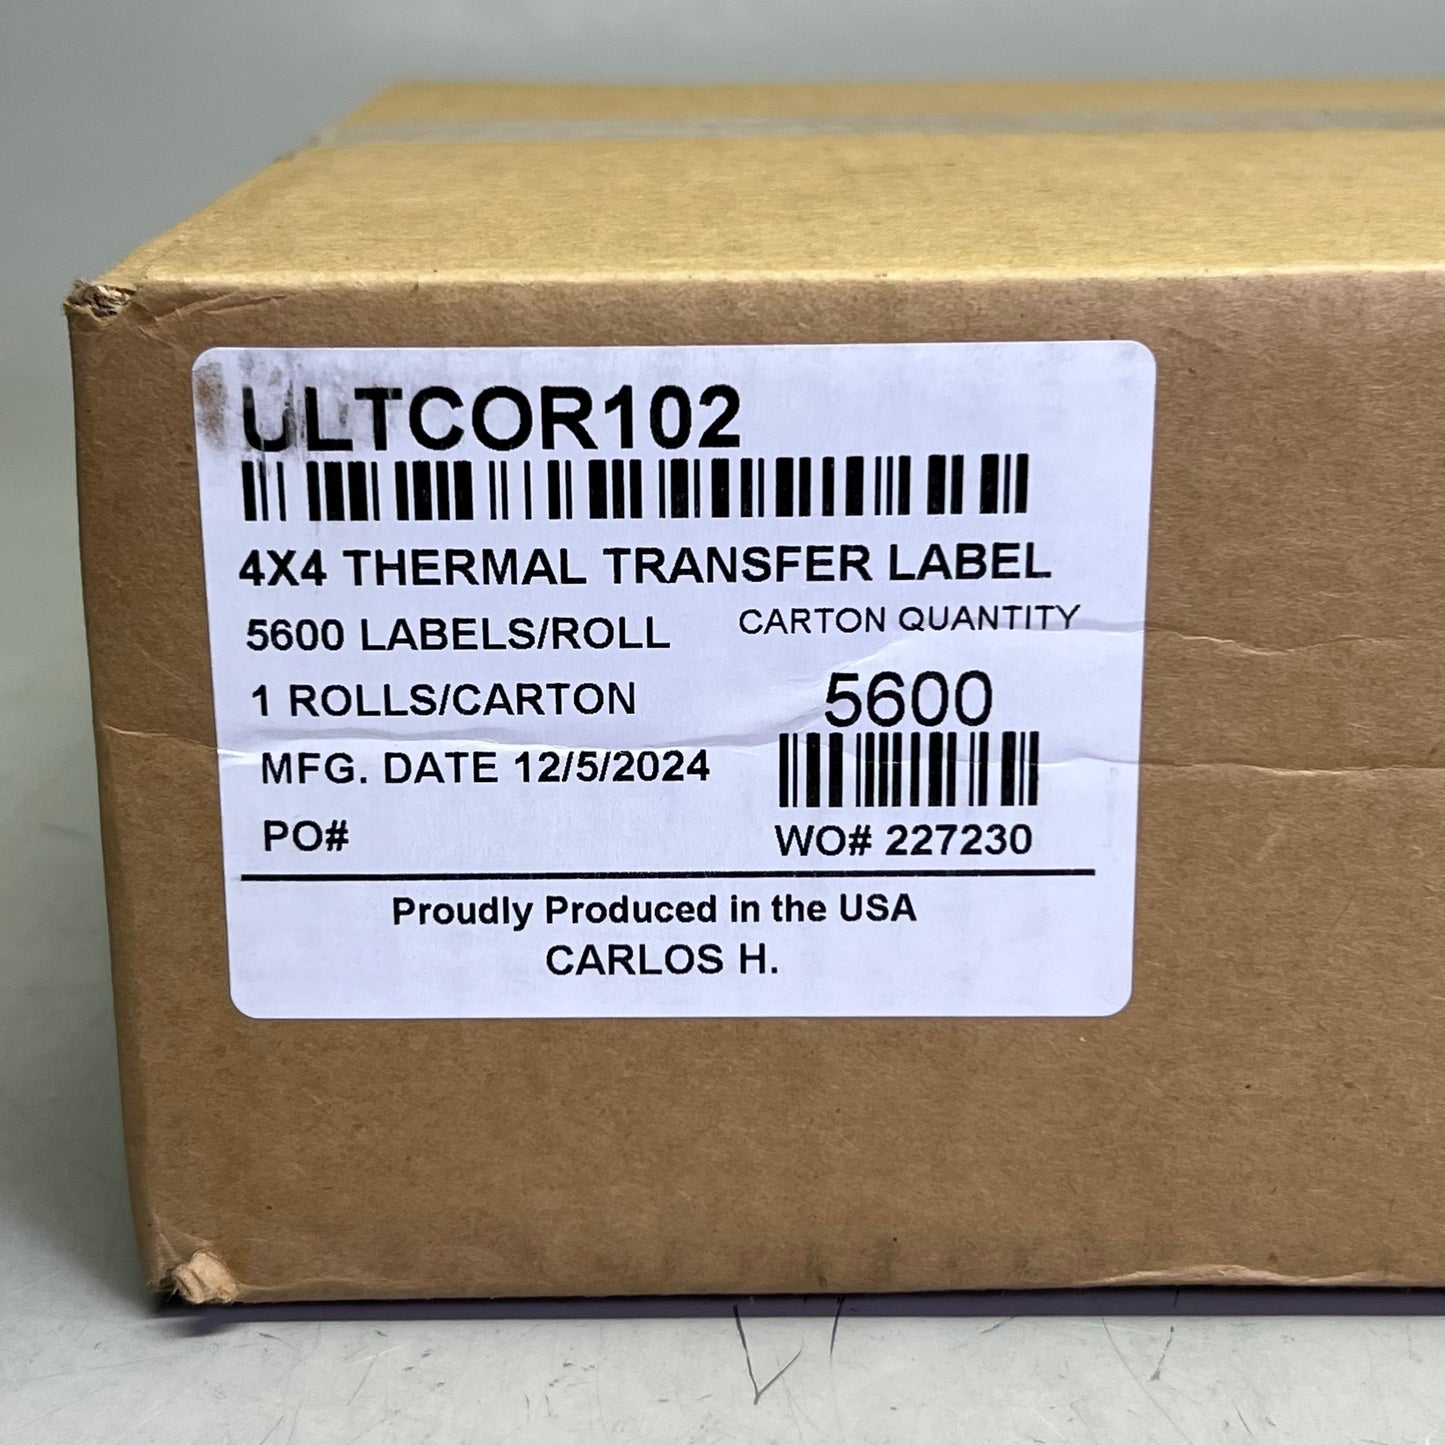 ULTCOR102
4X4 THERMAL TRANSFER LABEL
5600 LABELS/ROLL
CARTON QUANTITY
1 ROLLS/CARTON
5600
MFG. DATE 12/5/2024
PO#
WO# 227230
Proudly Produced in the USA
CARLOS H.